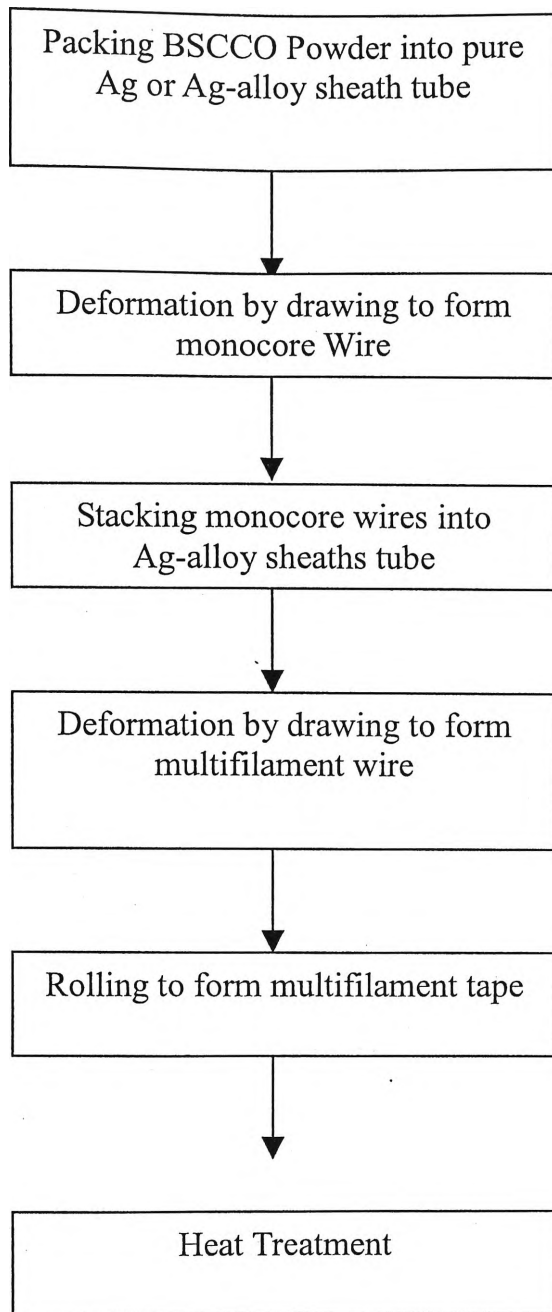 Packing BSCCO Powder into pure
Ag or Ag-alloy sheath tube
Deformation by drawing to form
monocore Wire
Stacking monocore wires into
Ag-alloy sheaths tube
Deformation by drawing to form
multifilament wire
Rolling to form multifilament tape
Heat Treatment